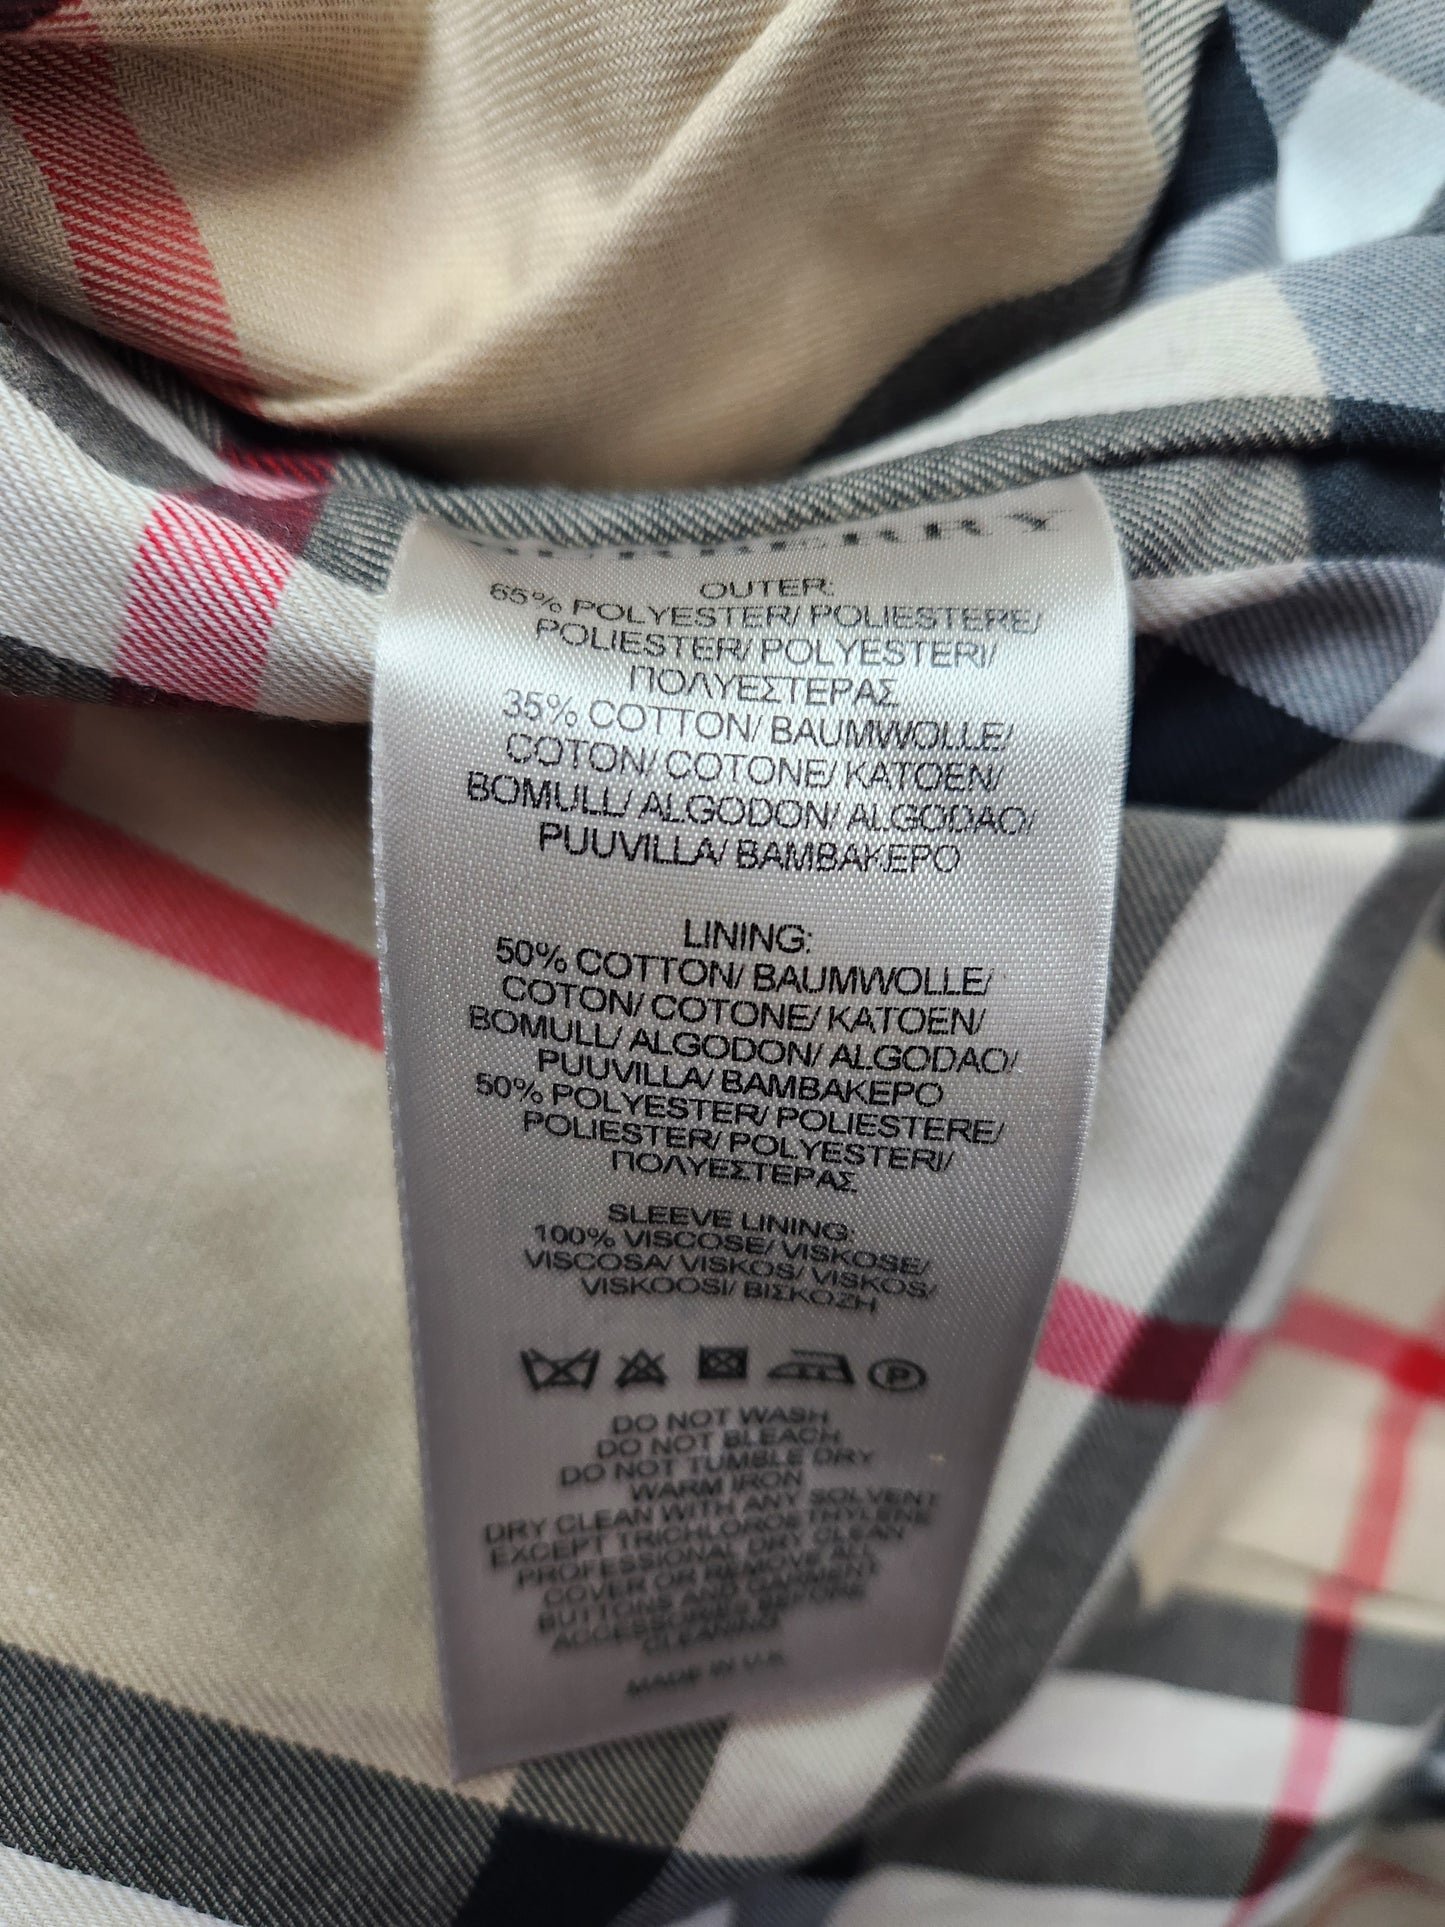 BURBERRY
OUTER:
65% POLYESTER/ POLIESTERE/
POLIESTER/ POLYESTERI/
ΠΟΛΥΕΣΤΕΡΑΣ
35% COTTON/ BAUMWOLLE/
COTON/ COTONE/ KATOEN/
BOMULL/ ALGODON/ ALGODAO/
PUUVILLA/ BAMBAKEPO
LINING:
50% COTTON/ BAUMWOLLE/
COTON/ COTONE/ KATOEN/
BOMULL/ ALGODON/ ALGODAO/
PUUVILLA/ BAMBAKEPO
50% POLYESTER/ POLIESTERE/
POLIESTER/ POLYESTERI/
ΠΟΛΥΕΣΤΕΡΑΣ
SLEEVE LINING:
100% VISCOSE/ VISKOSE/
VISCOSA/ VISKOS/ VISKOS/
VISKOOSI/ ΒΙΣΚΟΖΗ
P
DO NOT WASH
DO NOT BLEACH
DO NOT TUMBLE DRY
WARM IRON
DRY CLEAN WITH ANY SOLVENT
EXCEPT TRICHLOROETHYLENE
PROFESSIONAL DRY CLEAN
COVER OR REMOVE ALL
BUTTONS AND GARMENT
ACCESSORIES BEFORE
CLEANING
MADE IN U.K.